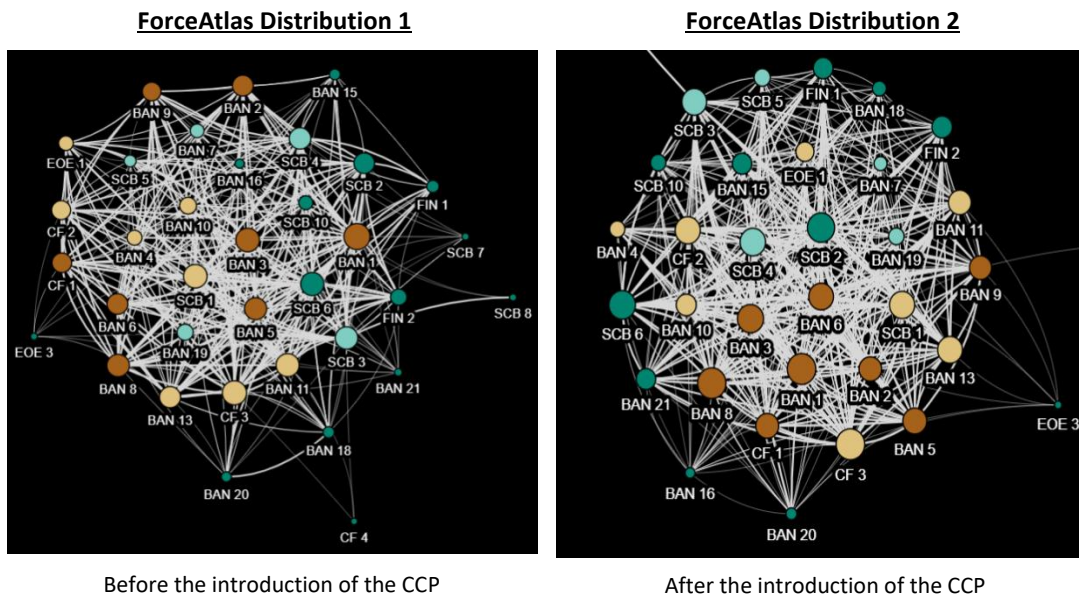 ForceAtlas Distribution 1
BAN 15
BAN 2
BAN 9
BAN 7
SCB 4
EOE 1
SCB 5
BAN 16
SCB 2
FIN 1
SCB 10
CF 2
BAN 10
BAN 4
BAN 3
BAN 1
SCB 7
CF 1
SCB 1
SCB 6
SCB 8
FIN 2
BAN 6
BAN 5
EOE 3
BAN 19
SCB 3
BAN 8
BAN 11
BAN 21
BAN 13
CF 3
BAN 18
BAN 20
CF 4
Before the introduction of the CCP
ForceAtlas Distribution 2
FIN 1
SCB 5
BAN 18
SCB 3
FIN 2
EOE 1
SCB 10
BAN 15
BAN 7
BAN 11
BAN 4
CF 2
SCB 4
SCB 2
BAN 19
BAN 9
SCB 6
BAN 10
BAN 6
SCB 1
BAN 3
BAN 13
BAN 21
BAN 8
BAN 1
BAN 2
EOE 3
CF 1
BAN 5
CF 3
BAN 16
BAN 20
After the introduction of the CCP